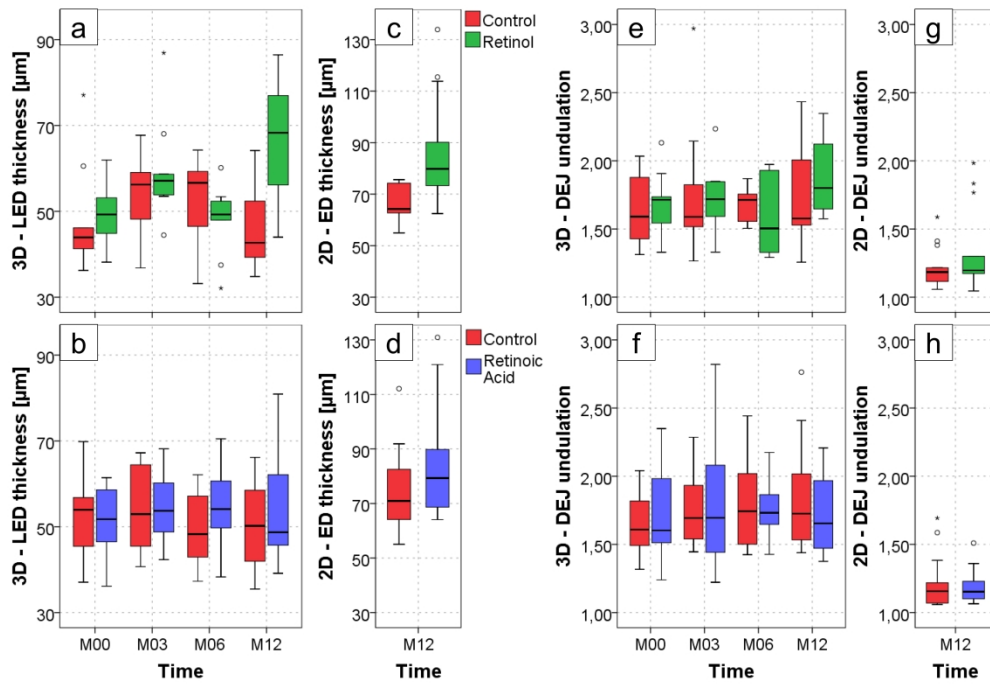 a
3D - LED thickness [µm]
90
70
50
30
c
2D - ED thickness [µm]
130
110
90
70
50
30
Control
Retinol
e
3D - DEJ undulation
3,00
2,50
2,00
1,50
1,00
g
2D - DEJ undulation
3,00
2,50
2,00
1,50
1,00
b
3D - LED thickness [µm]
90
70
50
30
M00 M03 M06 M12
Time
d
2D - ED thickness [µm]
130
110
90
70
50
30
M12
Time
Control
Retinoic
Acid
f
3D - DEJ undulation
3,00
2,50
2,00
1,50
1,00
M00 M03 M06 M12
Time
h
2D - DEJ undulation
3,00
2,50
2,00
1,50
1,00
M12
Time